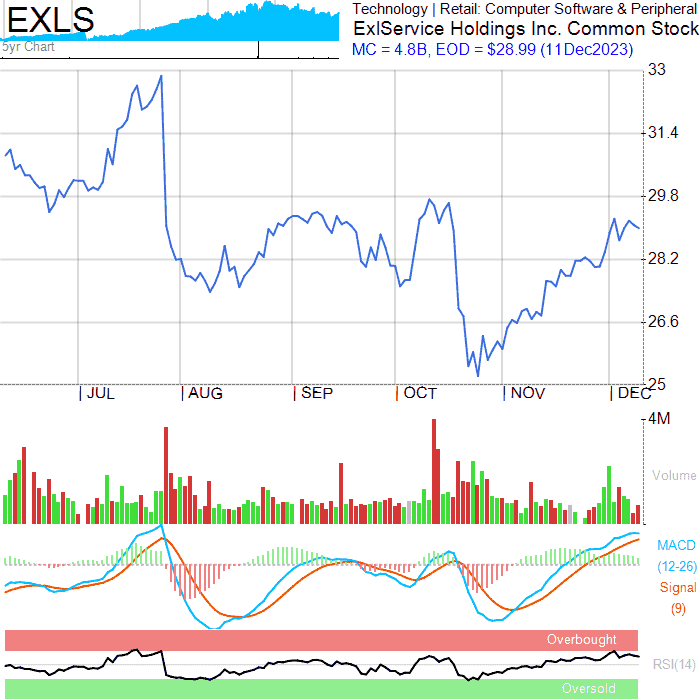 EXLS
5yr Chart
Technology | Retail: Computer Software & Peripheral
ExlService Holdings Inc. Common Stock
MC = 4.8B, EOD = $28.99 (11Dec2023)
33
31.4
29.8
28.2
26.6
25
JUL
AUG
SEP
OCT
NOV
DEC
4M
Volume
MACD
(12-26)
Signal
(9)
Overbought
RSI(14)
Oversold